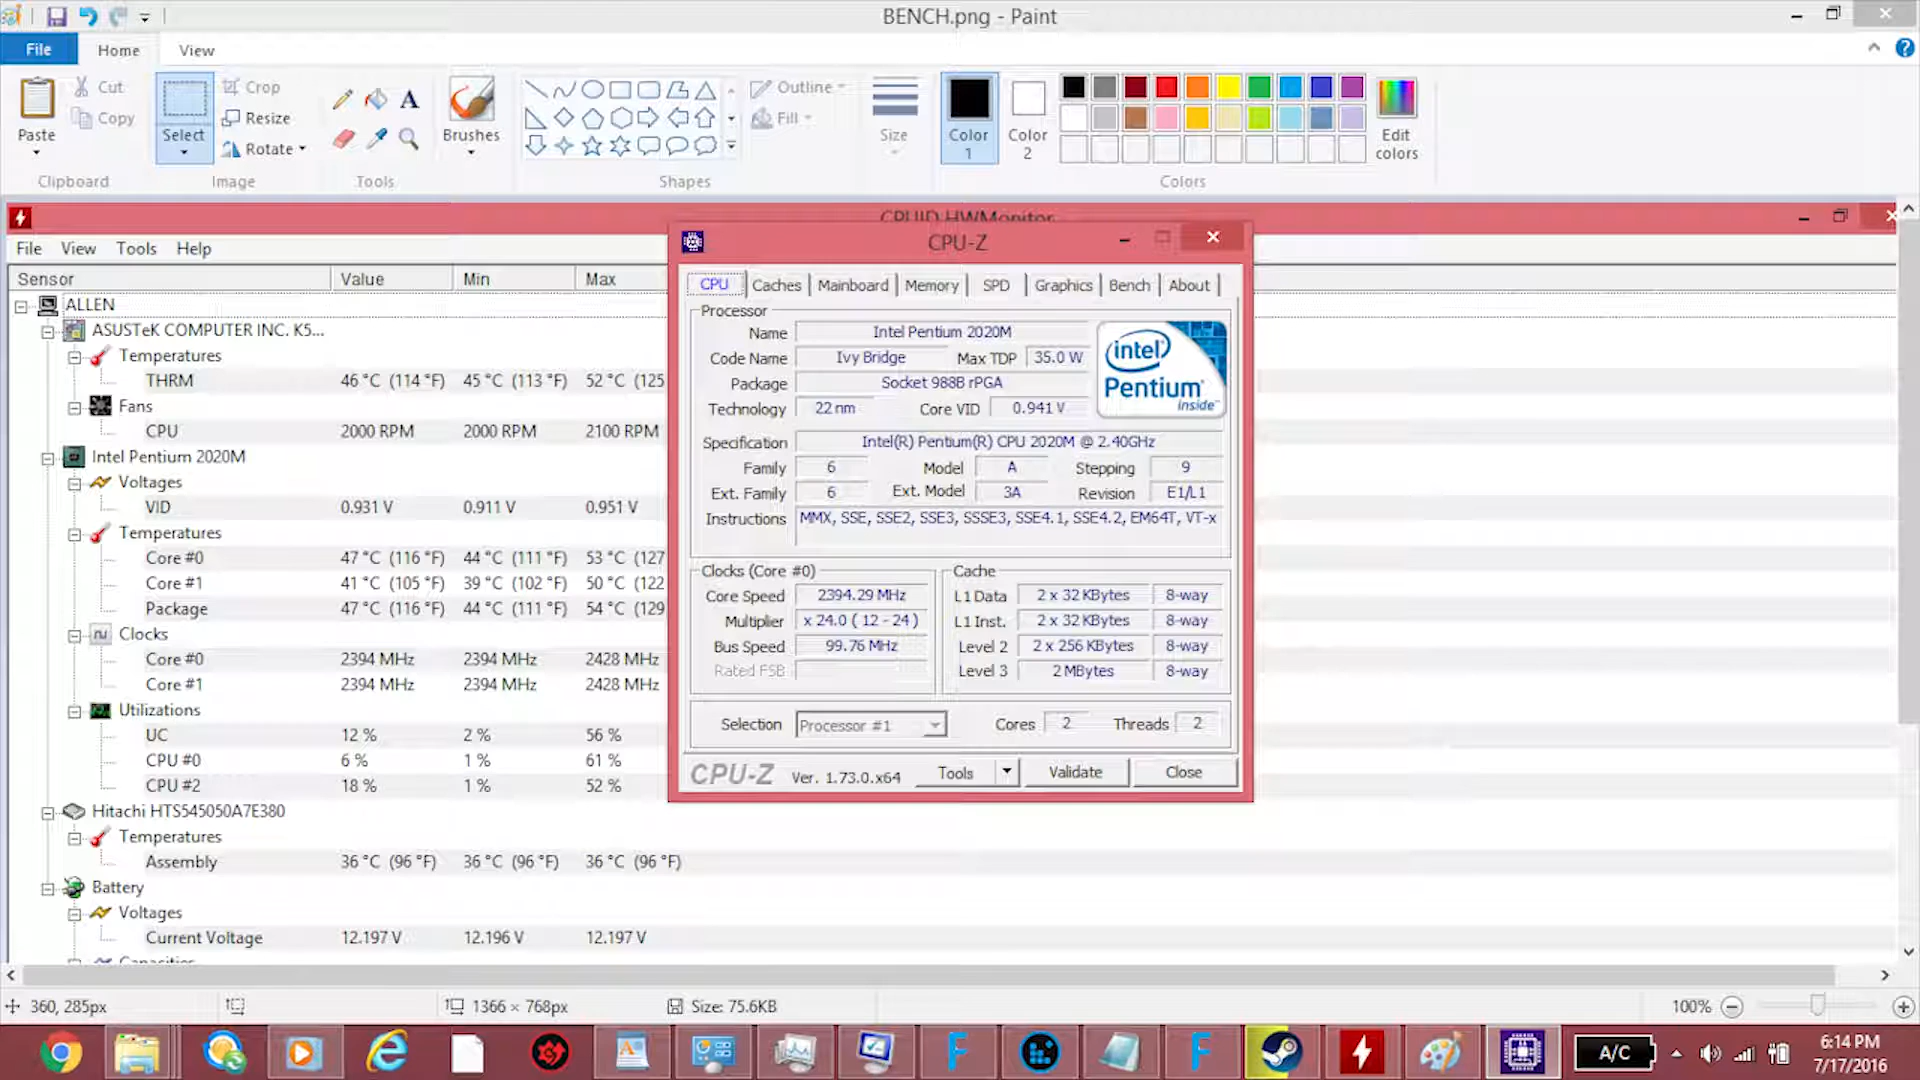 BENCH.png - Paint
File Home View
Paste
Cut
Copy
Clipboard
Select
Crop
Resize
Rotate
Image
A
Tools
Brushes
Shapes
Outline
Fill
Size
Color
1
Color
2
Edit
colors
Colors
CPUID HWMonitor
File View Tools Help
Sensor Value Min Max
ALLEN
ASUSTeK COMPUTER INC. K5...
Temperatures
THRM 46 °C (114 °F) 45 °C (113 °F) 52 °C (125
Fans
CPU 2000 RPM 2000 RPM 2100 RPM
Intel Pentium 2020M
Voltages
VID 0.931 V 0.911 V 0.951 V
Temperatures
Core #0 47 °C (116 °F) 44 °C (111 °F) 53 °C (127
Core #1 41 °C (105 °F) 39 °C (102 °F) 50 °C (122
Package 47 °C (116 °F) 44 °C (111 °F) 54 °C (129
Clocks
Core #0 2394 MHz 2394 MHz 2428 MHz
Core #1 2394 MHz 2394 MHz 2428 MHz
Utilizations
UC 12 % 2 % 56 %
CPU #0 6 % 1 % 61 %
CPU #2 18 % 1 % 52 %
Hitachi HTS545050A7E380
Temperatures
Assembly 36 °C (96 °F) 36 °C (96 °F) 36 °C (96 °F)
Battery
Voltages
Current Voltage 12.197 V 12.196 V 12.197 V
Capacities
CPU-Z
CPU Caches Mainboard Memory SPD Graphics Bench About
Processor
Name Intel Pentium 2020M
Code Name Ivy Bridge Max TDP 35.0 W
Package Socket 988B rPGA
Technology 22 nm Core VID 0.941 V
intel
Pentium
inside
Specification Intel(R) Pentium(R) CPU 2020M @ 2.40GHz
Family 6 Model A Stepping 9
Ext. Family 6 Ext. Model 3A Revision E1/L1
Instructions MMX, SSE, SSE2, SSE3, SSSE3, SSE4.1, SSE4.2, EM64T, VT-x
Clocks (Core #0)
Core Speed 2394.29 MHz
Multiplier x 24.0 ( 12 - 24 )
Bus Speed 99.76 MHz
Rated FSB
Cache
L1 Data 2 x 32 KBytes 8-way
L1 Inst. 2 x 32 KBytes 8-way
Level 2 2 x 256 KBytes 8-way
Level 3 2 MBytes 8-way
Selection Processor #1 Cores 2 Threads 2
CPU-Z Ver. 1.73.0.x64 Tools Validate Close
360, 285px 1366 × 768px Size: 75.6KB 100%
A/C
6:14 PM
7/17/2016